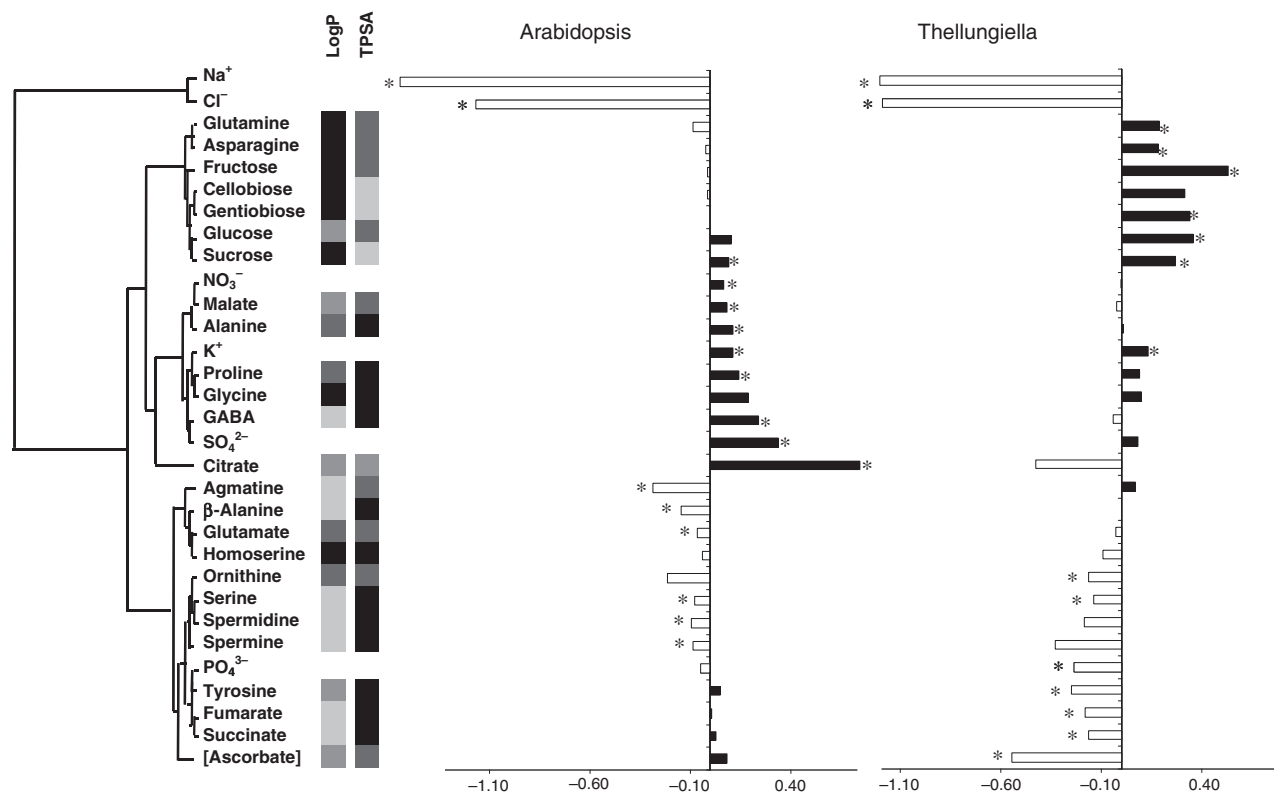 LogP
TPSA
Arabidopsis
Thellungiella
Na⁺
*
*
Cl⁻
*
*
Glutamine
*
Asparagine
*
Fructose
*
Cellobiose
Gentiobiose
*
Glucose
*
Sucrose
*
*
NO₃⁻
*
Malate
*
Alanine
*
K⁺
*
*
Proline
*
Glycine
GABA
*
SO₄²⁻
*
Citrate
*
Agmatine
*
β-Alanine
*
Glutamate
*
Homoserine
Ornithine
*
Serine
*
*
Spermidine
*
Spermine
*
PO₄³⁻
*
Tyrosine
*
Fumarate
*
Succinate
*
[Ascorbate]
*
–1.10
–0.60
–0.10
0.40
–1.10
–0.60
–0.10
0.40